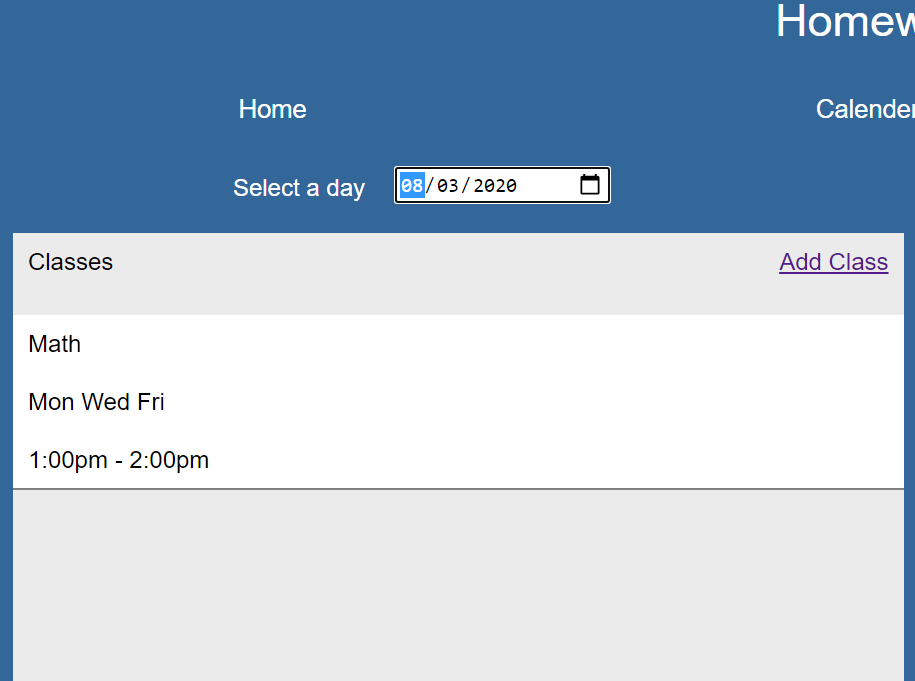 Homew
Home
Calender
Select a day
08/03/2020
Classes
Add Class
Math
Mon Wed Fri
1:00pm - 2:00pm